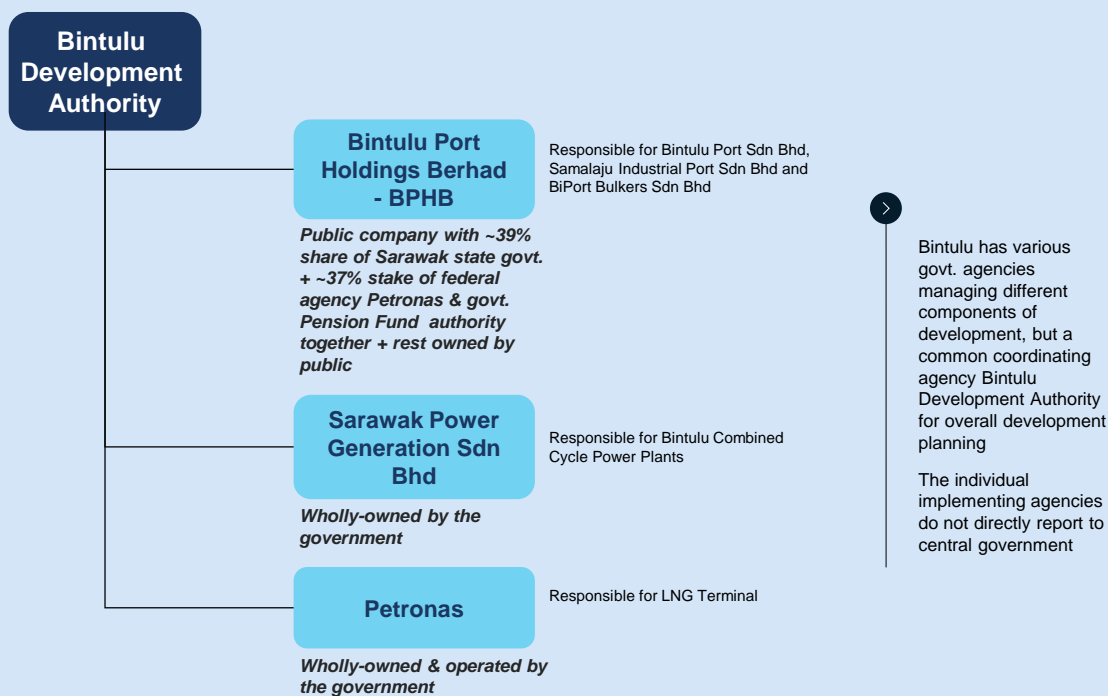 Bintulu
Development
Authority
Bintulu Port
Holdings Berhad
- BPHB
Responsible for Bintulu Port Sdn Bhd,
Samalaju Industrial Port Sdn Bhd and
BiPort Bulkers Sdn Bhd
Public company with ~39%
share of Sarawak state govt.
+ ~37% stake of federal
agency Petronas & govt.
Pension Fund authority
together + rest owned by
public
Sarawak Power
Generation Sdn
Bhd
Responsible for Bintulu Combined
Cycle Power Plants
Wholly-owned by the
government
Petronas
Responsible for LNG Terminal
Wholly-owned & operated by
the government
Bintulu has various
govt. agencies
managing different
components of
development, but a
common coordinating
agency Bintulu
Development Authority
for overall development
planning
The individual
implementing agencies
do not directly report to
central government